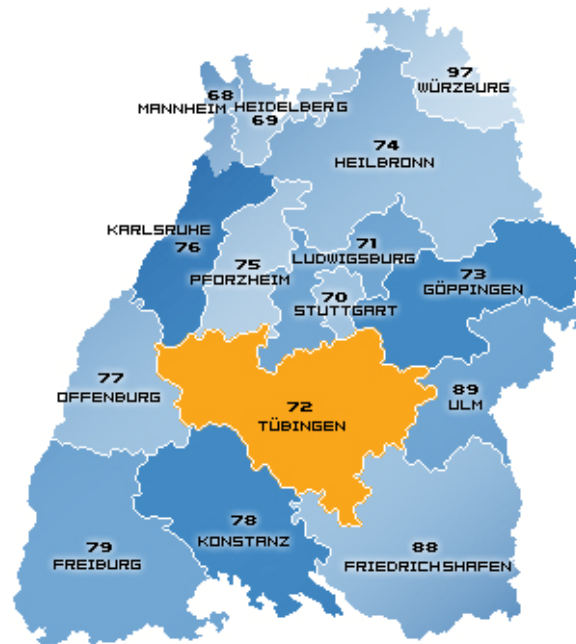 97
WÜRZBURG
68
MANNHEIM
HEIDELBERG
69
74
HEILBRONN
KARLSRUHE
76
75
PFORZHEIM
71
LUDWIGSBURG
73
GÖPPINGEN
70
STUTTGART
77
OFFENBURG
72
TÜBINGEN
89
ULM
78
KONSTANZ
79
FREIBURG
88
FRIEDRICHSHAFEN